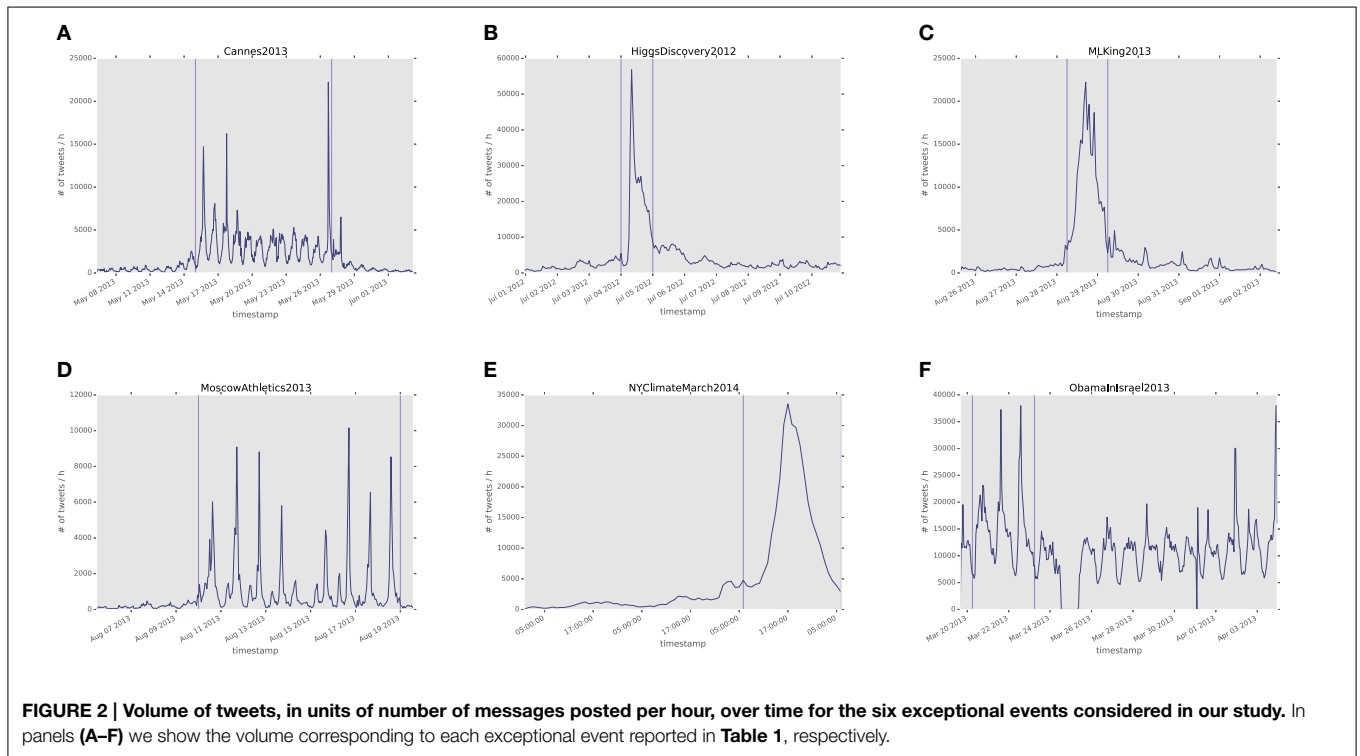 A
Cannes2013
25000
20000
15000
10000
5000
0
# of tweets / h
May 08 2013
May 11 2013
May 14 2013
May 17 2013
May 20 2013
May 23 2013
May 26 2013
May 29 2013
Jun 01 2013
timestamp
B
HiggsDiscovery2012
60000
50000
40000
30000
20000
10000
0
# of tweets / h
Jul 01 2012
Jul 02 2012
Jul 03 2012
Jul 04 2012
Jul 05 2012
Jul 06 2012
Jul 07 2012
Jul 08 2012
Jul 09 2012
Jul 10 2012
timestamp
C
MLKing2013
25000
20000
15000
10000
5000
0
# of tweets / h
Aug 26 2013
Aug 27 2013
Aug 28 2013
Aug 29 2013
Aug 30 2013
Aug 31 2013
Sep 01 2013
Sep 02 2013
timestamp
D
MoscowAthletics2013
12000
10000
8000
6000
4000
2000
0
# of tweets / h
Aug 07 2013
Aug 09 2013
Aug 11 2013
Aug 13 2013
Aug 15 2013
Aug 17 2013
Aug 19 2013
timestamp
E
NYClimateMarch2014
35000
30000
25000
20000
15000
10000
5000
0
# of tweets / h
05:00:00
17:00:00
05:00:00
17:00:00
05:00:00
17:00:00
05:00:00
timestamp
F
ObamaInIsrael2013
40000
35000
30000
25000
20000
15000
10000
5000
0
# of tweets / h
Mar 20 2013
Mar 22 2013
Mar 24 2013
Mar 26 2013
Mar 28 2013
Mar 30 2013
Apr 01 2013
Apr 03 2013
timestamp
FIGURE 2 | Volume of tweets, in units of number of messages posted per hour, over time for the six exceptional events considered in our study. In
panels (A–F) we show the volume corresponding to each exceptional event reported in Table 1, respectively.